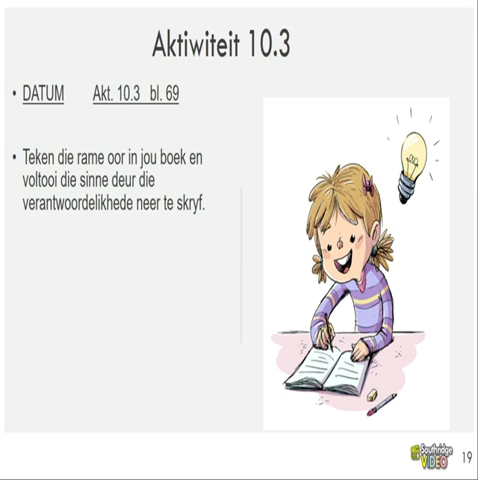 Aktiwiteit 10.3
• DATUM Akt. 10.3 bl. 69
• Teken die rame oor in jou boek en
voltooi die sinne deur die
verantwoordelikhede neer te skryf.
Southridge
VIDEO
19